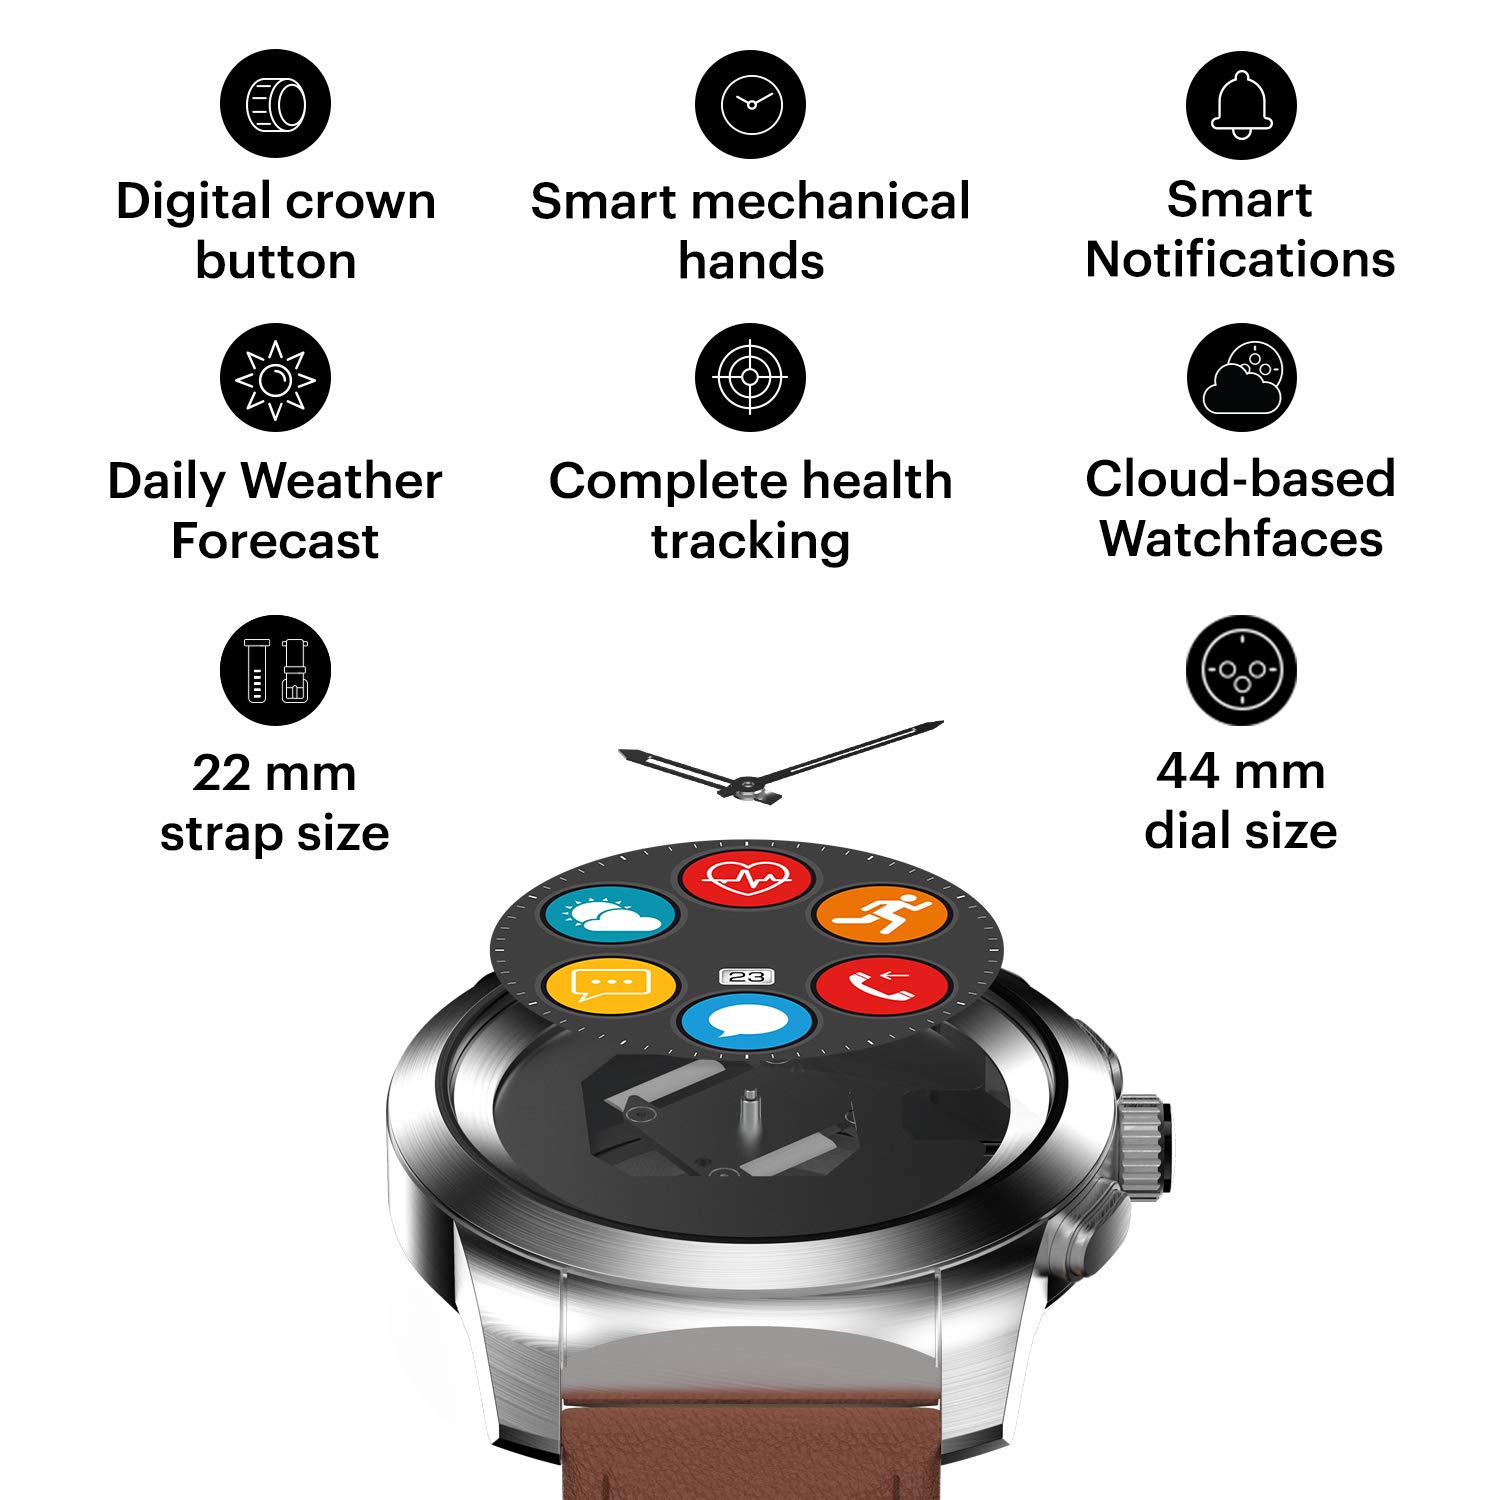 Digital crown
button
Smart mechanical
hands
Smart
Notifications
Daily Weather
Forecast
Complete health
tracking
Cloud-based
Watchfaces
22 mm
strap size
44 mm
dial size
23